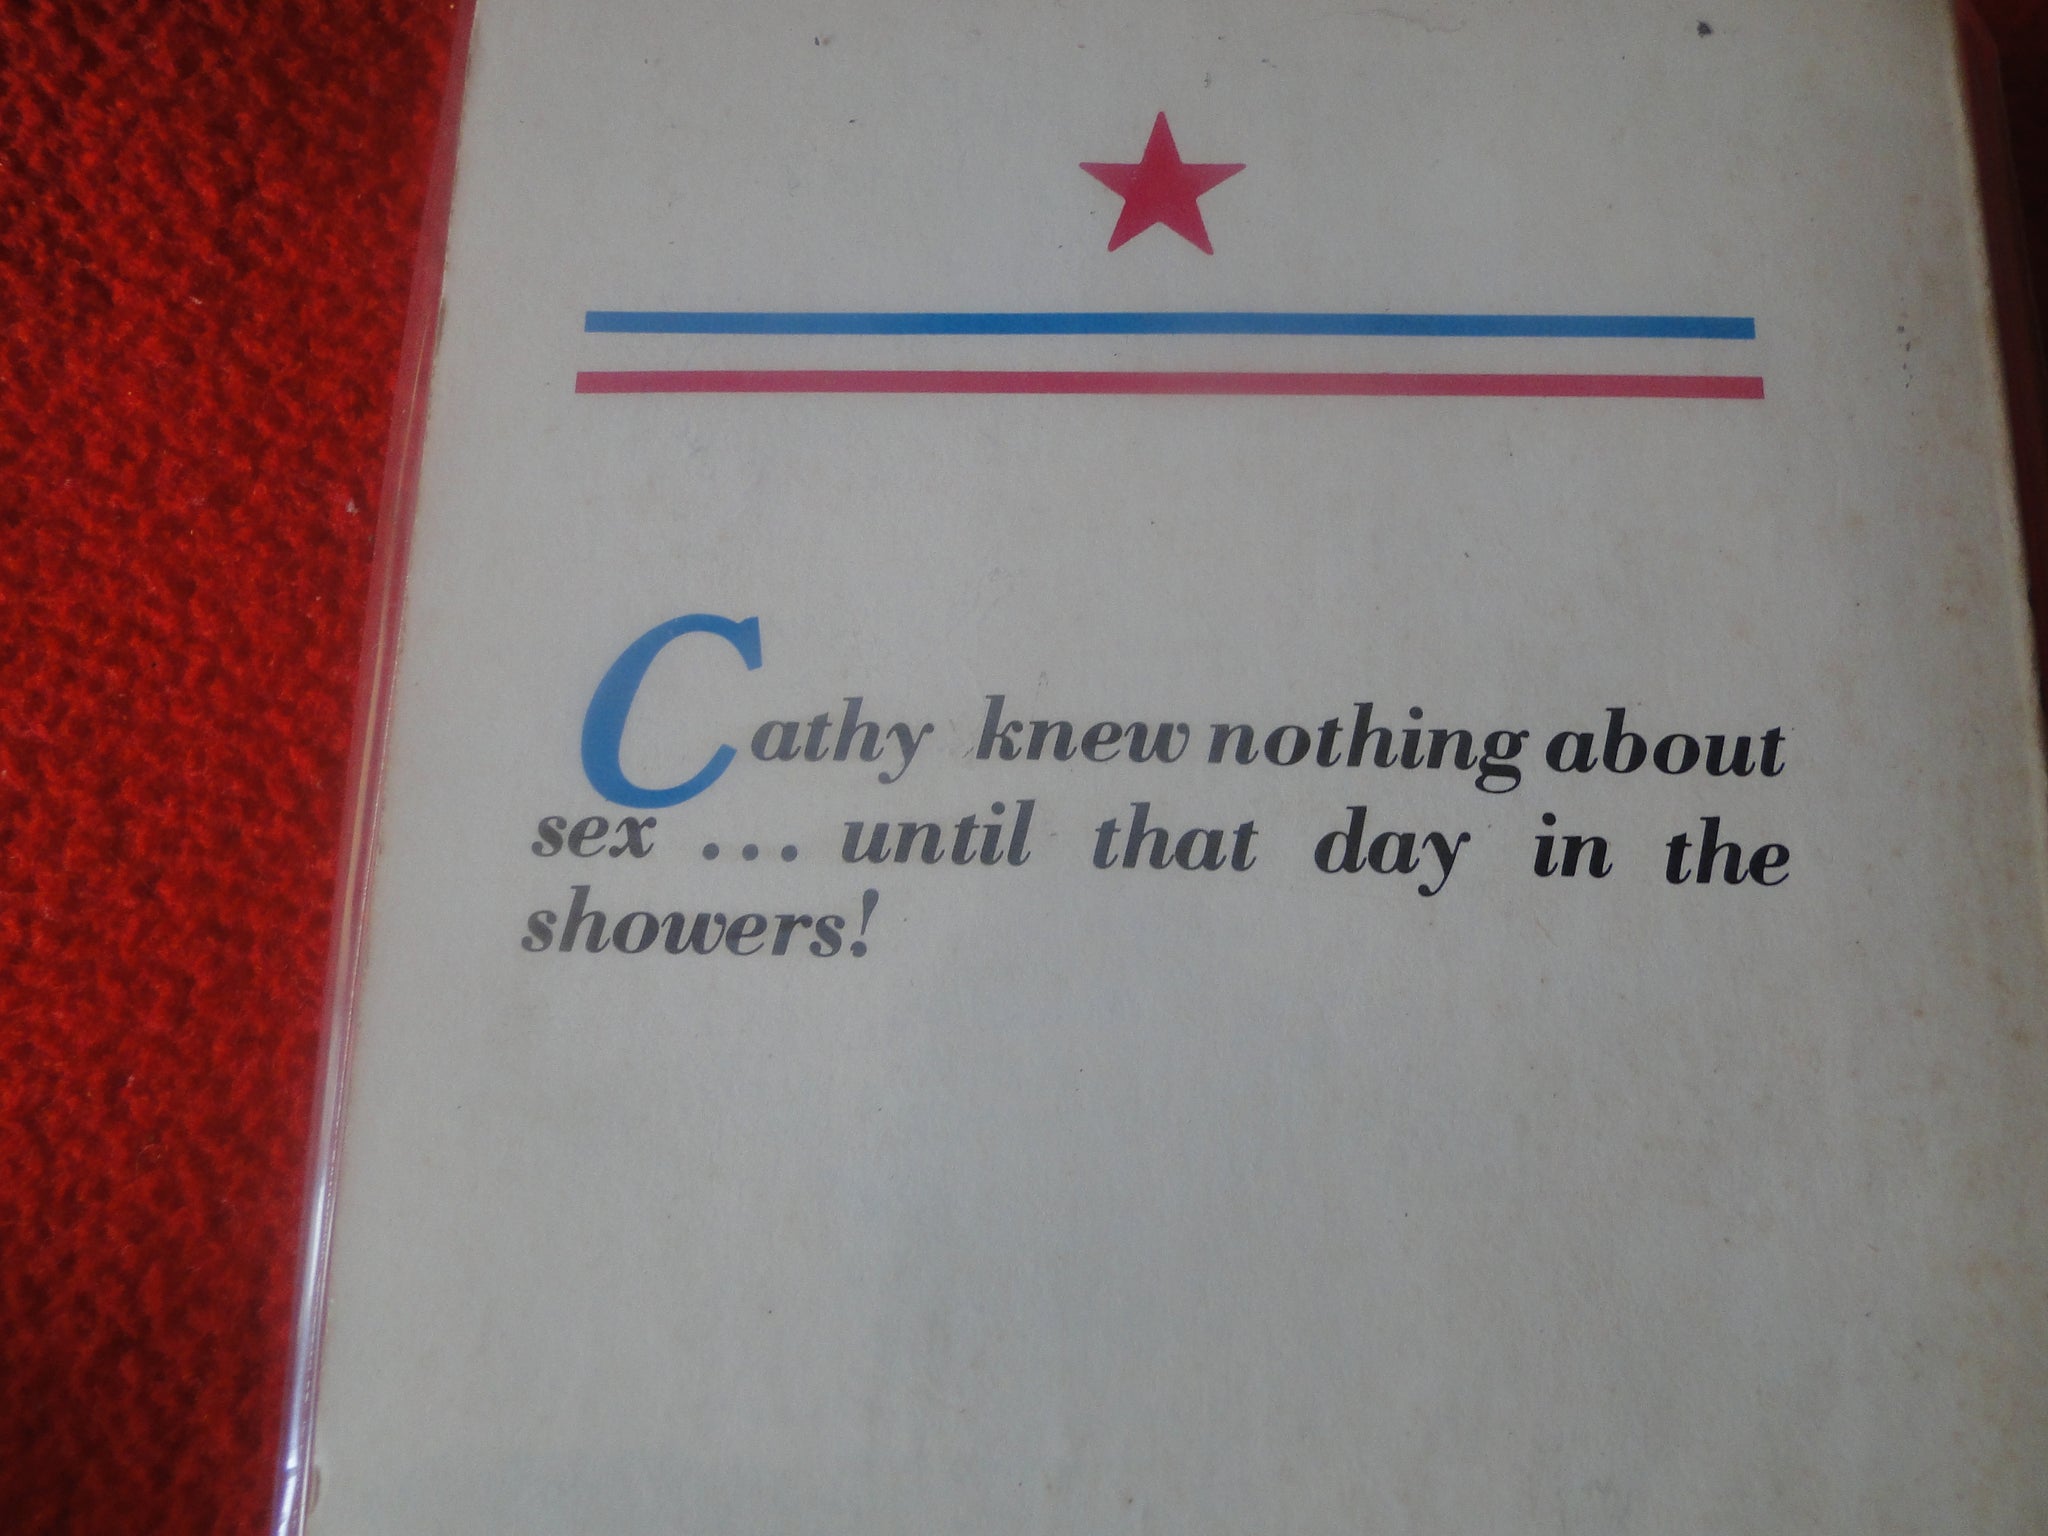 Cathy knew nothing about
sex ... until that day in the
showers!